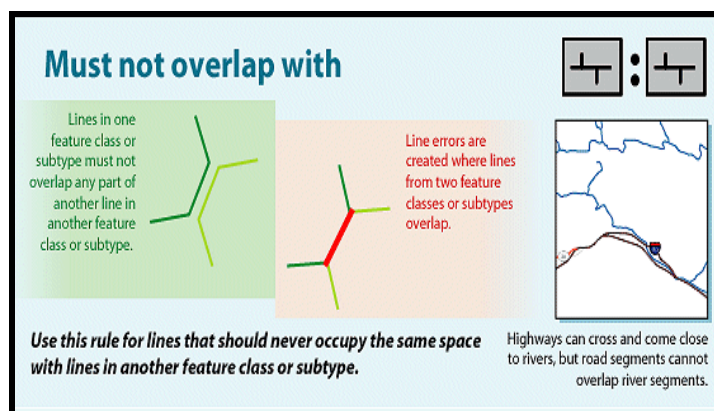 Must not overlap with
Lines in one
feature class or
subtype must not
overlap any part of
another line in
another feature
class or subtype.
Line errors are
created where lines
from two feature
classes or subtypes
overlap.
Use this rule for lines that should never occupy the same space
with lines in another feature class or subtype.
Highways can cross and come close
to rivers, but road segments cannot
overlap river segments.